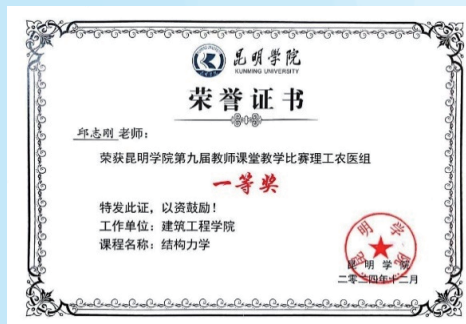 昆明学院
KUNMING UNIVERSITY
荣誉证书
邱志刚 老师：
荣获昆明学院第九届教师课堂教学比赛理工农医组
一等奖
特发此证，以资鼓励！
工作单位：建筑工程学院
课程名称：结构力学
昆明学院
昆明学院
二零二四年十二月